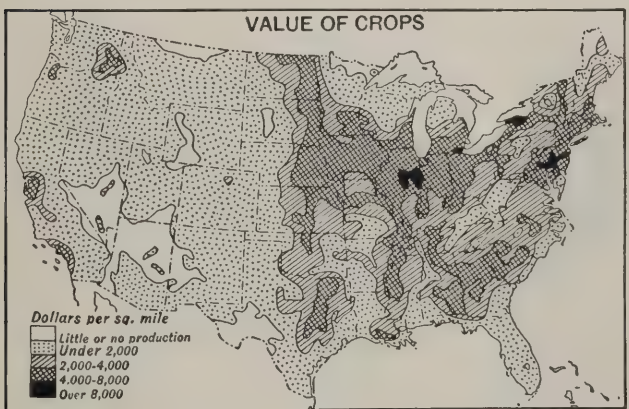 VALUE OF CROPS
Dollars per sq. mile
Little or no production
Under 2,000
2,000-4,000
4.000-8,000
Over 8,000